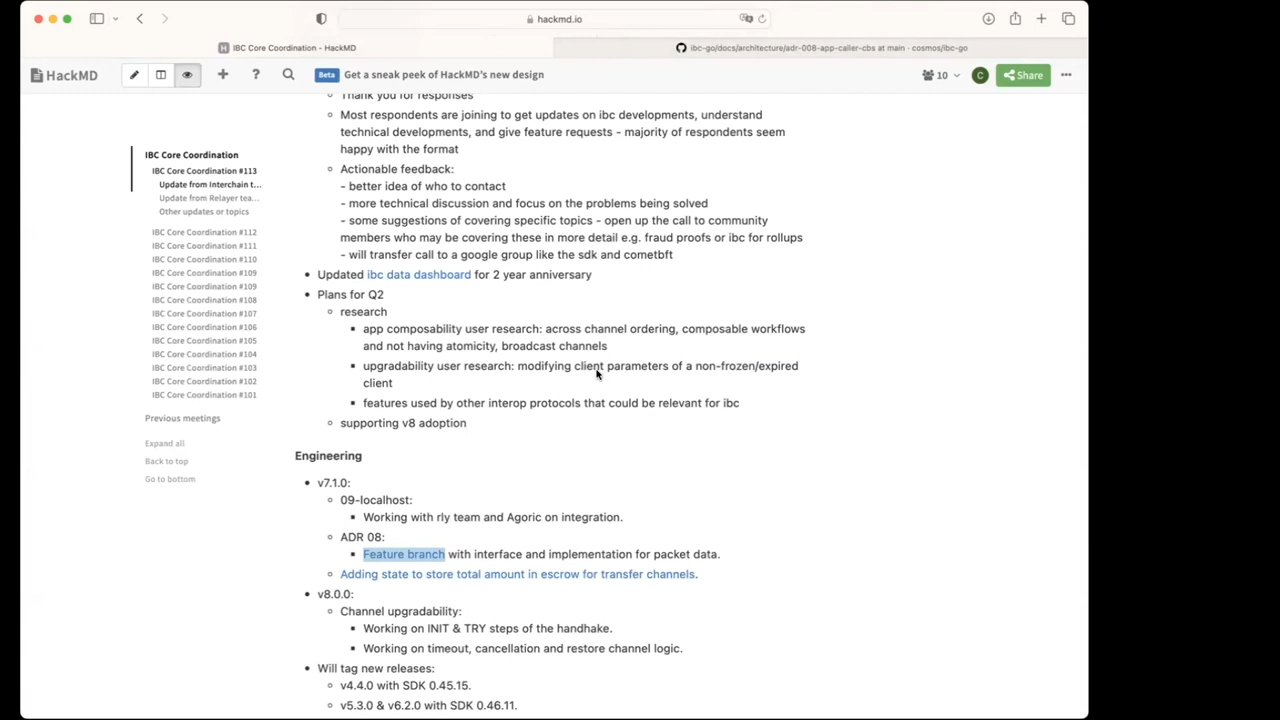 hackmd.io
IBC Core Coordination - HackMD
ibc-go/docs/architecture/adr-008-app-caller-cbs at main · cosmos/ibc-go
HackMD
Beta Get a sneak peek of HackMD's new design
10
C
Share
IBC Core Coordination
IBC Core Coordination #113
Update from Interchain t...
Update from Relayer tea...
Other updates or topics
IBC Core Coordination #112
IBC Core Coordination #111
IBC Core Coordination #110
IBC Core Coordination #109
IBC Core Coordination #109
IBC Core Coordination #108
IBC Core Coordination #107
IBC Core Coordination #106
IBC Core Coordination #105
IBC Core Coordination #104
IBC Core Coordination #103
IBC Core Coordination #102
IBC Core Coordination #101
Previous meetings
Expand all
Back to top
Go to bottom
Thank you for responses
Most respondents are joining to get updates on ibc developments, understand
technical developments, and give feature requests - majority of respondents seem
happy with the format
Actionable feedback:
- better idea of who to contact
- more technical discussion and focus on the problems being solved
- some suggestions of covering specific topics - open up the call to community
members who may be covering these in more detail e.g. fraud proofs or ibc for rollups
- will transfer call to a google group like the sdk and cometbft
Updated ibc data dashboard for 2 year anniversary
Plans for Q2
research
app composability user research: across channel ordering, composable workflows
and not having atomicity, broadcast channels
upgradability user research: modifying client parameters of a non-frozen/expired
client
features used by other interop protocols that could be relevant for ibc
supporting v8 adoption
Engineering
v7.1.0:
09-localhost:
Working with rly team and Agoric on integration.
ADR 08:
Feature branch with interface and implementation for packet data.
Adding state to store total amount in escrow for transfer channels.
v8.0.0:
Channel upgradability:
Working on INIT & TRY steps of the handhake.
Working on timeout, cancellation and restore channel logic.
Will tag new releases:
v4.4.0 with SDK 0.45.15.
v5.3.0 & v6.2.0 with SDK 0.46.11.